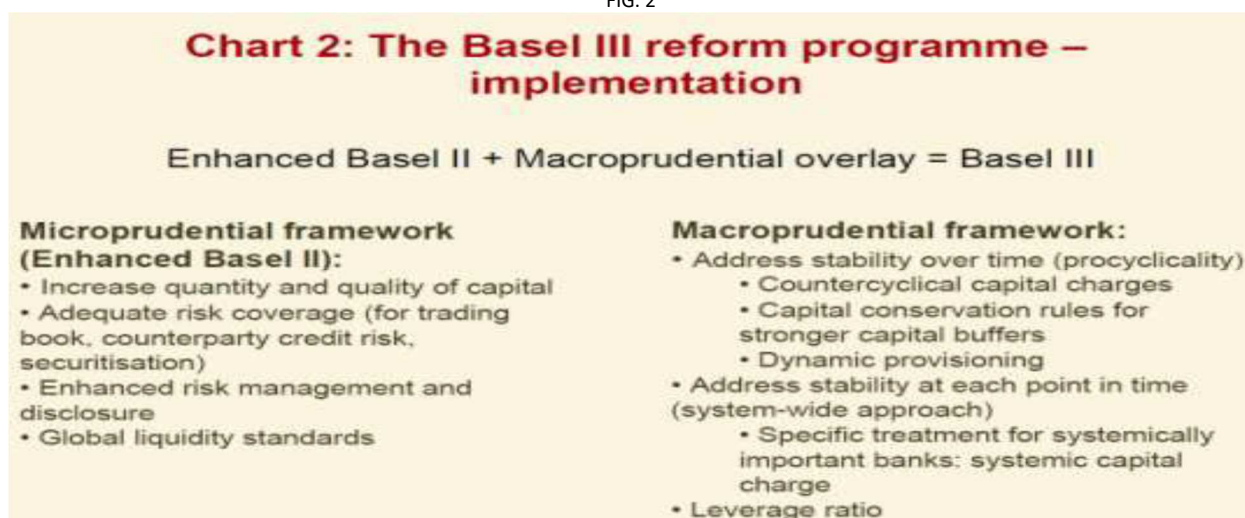 FIG. 2
Chart 2: The Basel III reform programme –
implementation
Enhanced Basel II + Macroprudential overlay = Basel III
Microprudential framework
(Enhanced Basel II):
• Increase quantity and quality of capital
• Adequate risk coverage (for trading
book, counterparty credit risk,
securitisation)
• Enhanced risk management and
disclosure
• Global liquidity standards
Macroprudential framework:
• Address stability over time (procyclicality)
• Countercyclical capital charges
• Capital conservation rules for
stronger capital buffers
• Dynamic provisioning
• Address stability at each point in time
(system-wide approach)
• Specific treatment for systemically
important banks: systemic capital
charge
• Leverage ratio